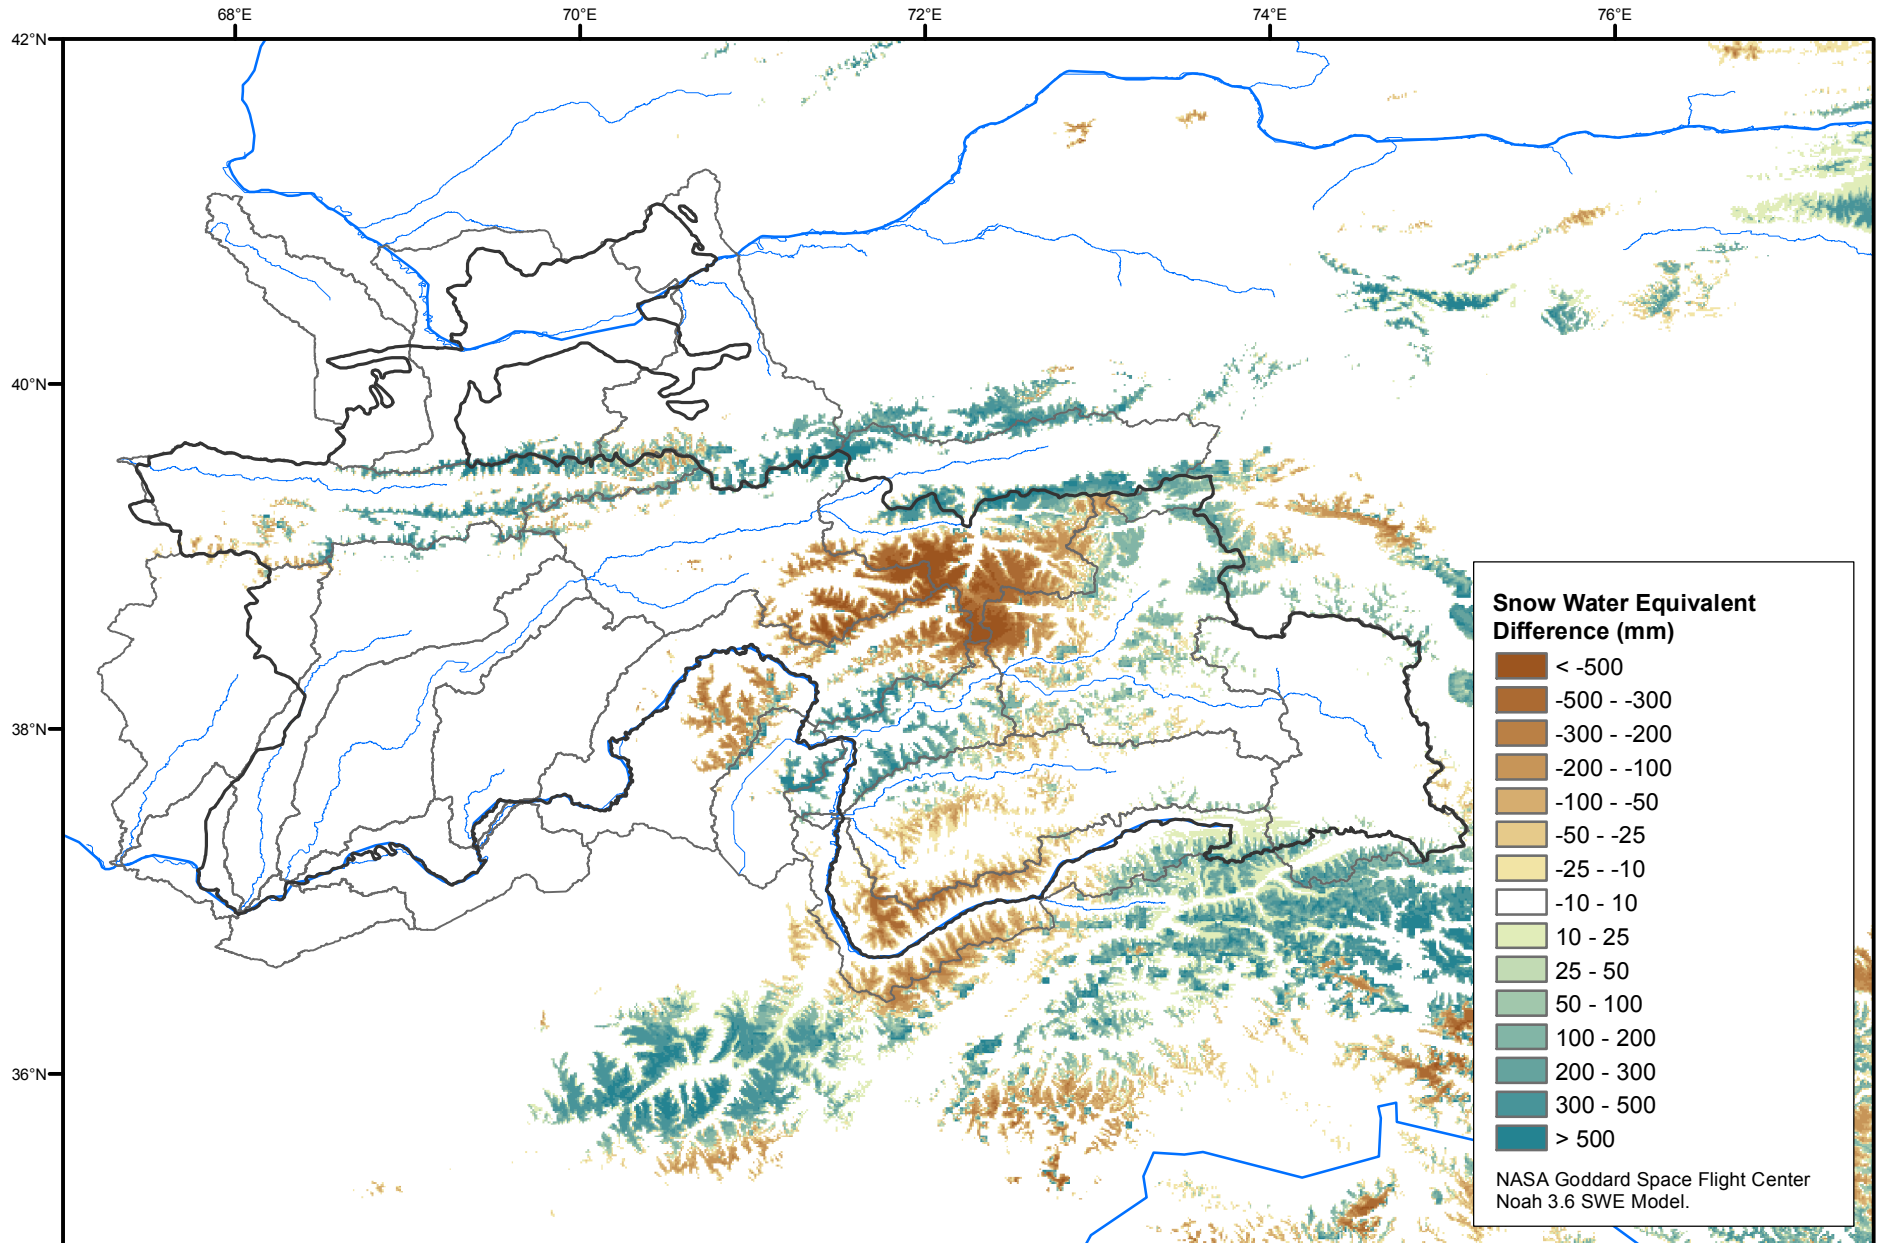 68°E
70°E
72°E
74°E
76°E
42°N
40°N
38°N
36°N
Snow Water Equivalent
Difference (mm)
< -500
-500 - -300
-300 - -200
-200 - -100
-100 - -50
-50 - -25
-25 - -10
-10 - 10
10 - 25
25 - 50
50 - 100
100 - 200
200 - 300
300 - 500
> 500
NASA Goddard Space Flight Center
Noah 3.6 SWE Model.